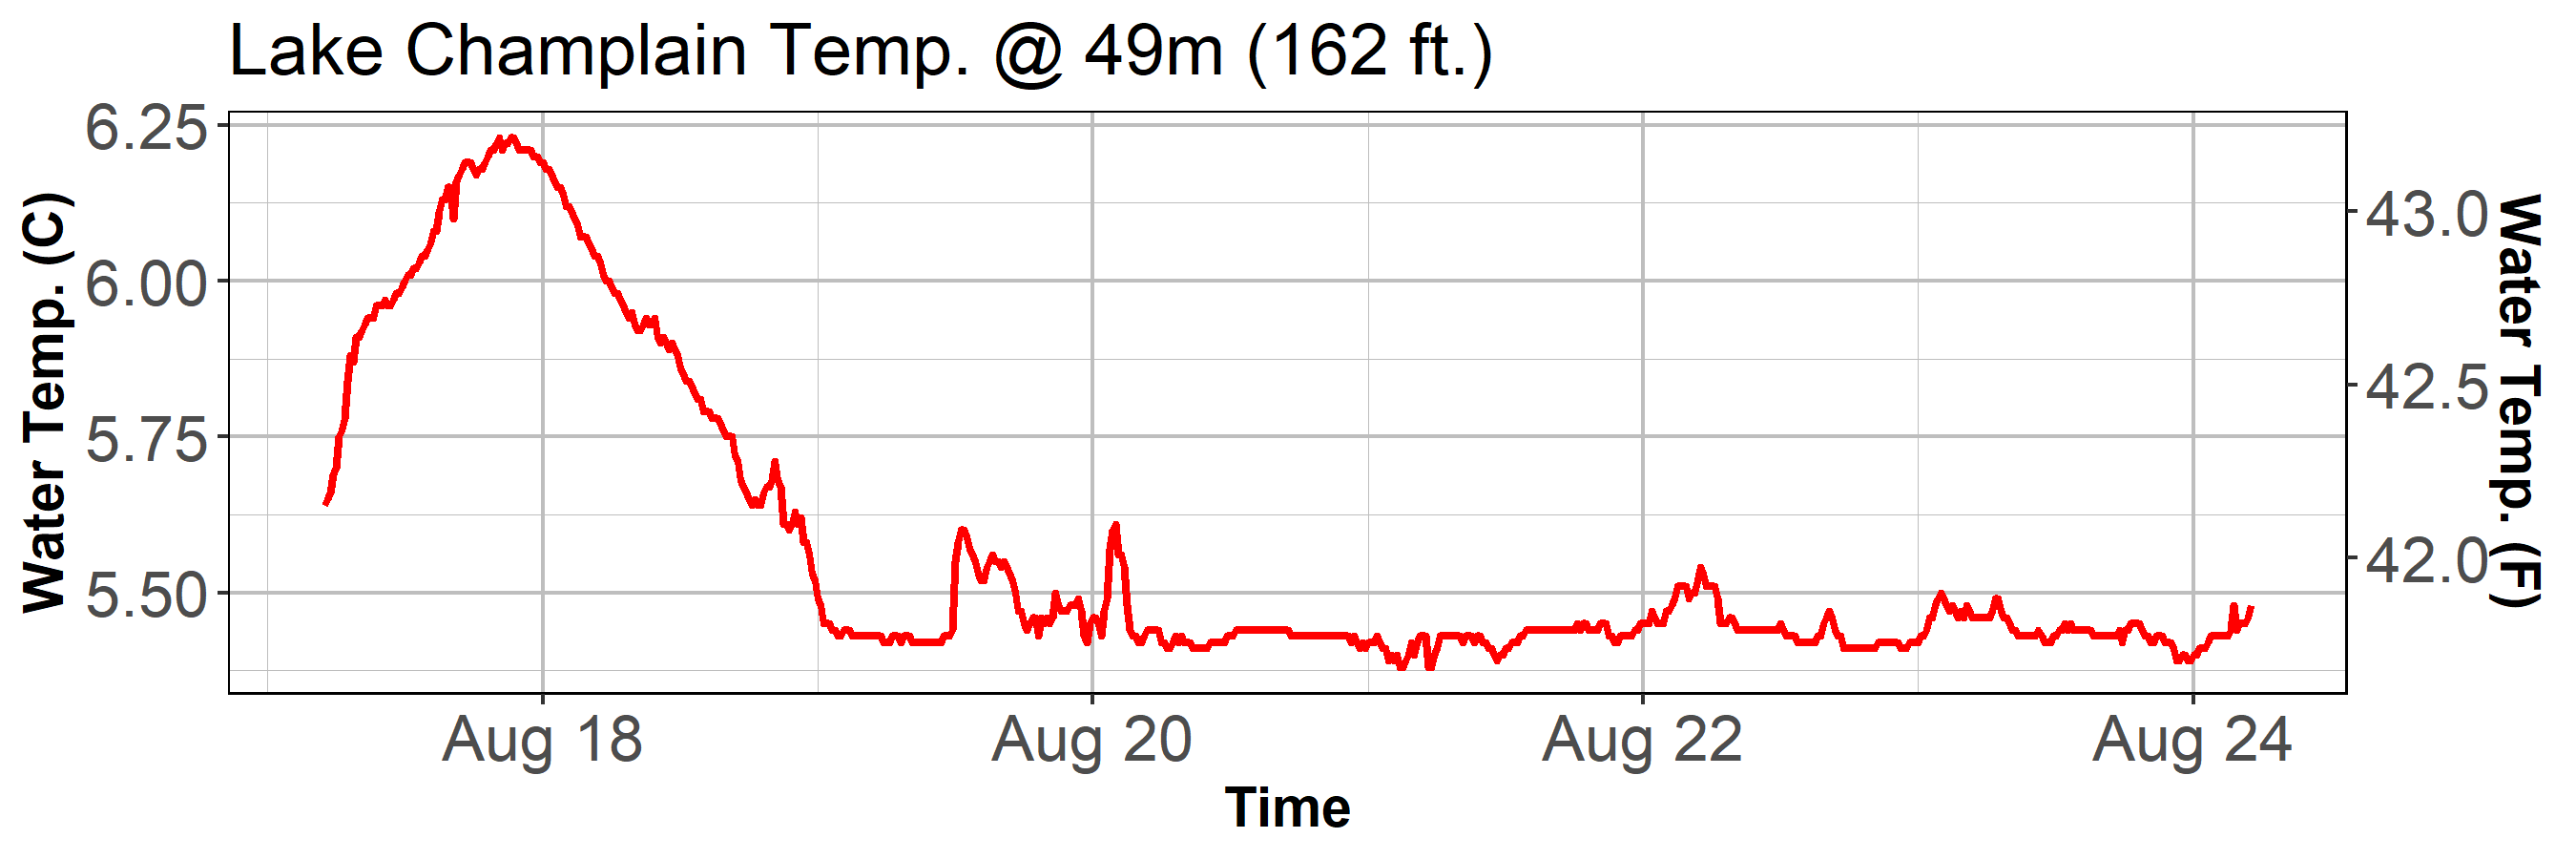 Lake Champlain Temp. @ 49m (162 ft.)
Water Temp. (C)
6.25
6.00
5.75
5.50
43.0
42.5
42.0
Water Temp. (F)
Aug 18
Aug 20
Aug 22
Aug 24
Time